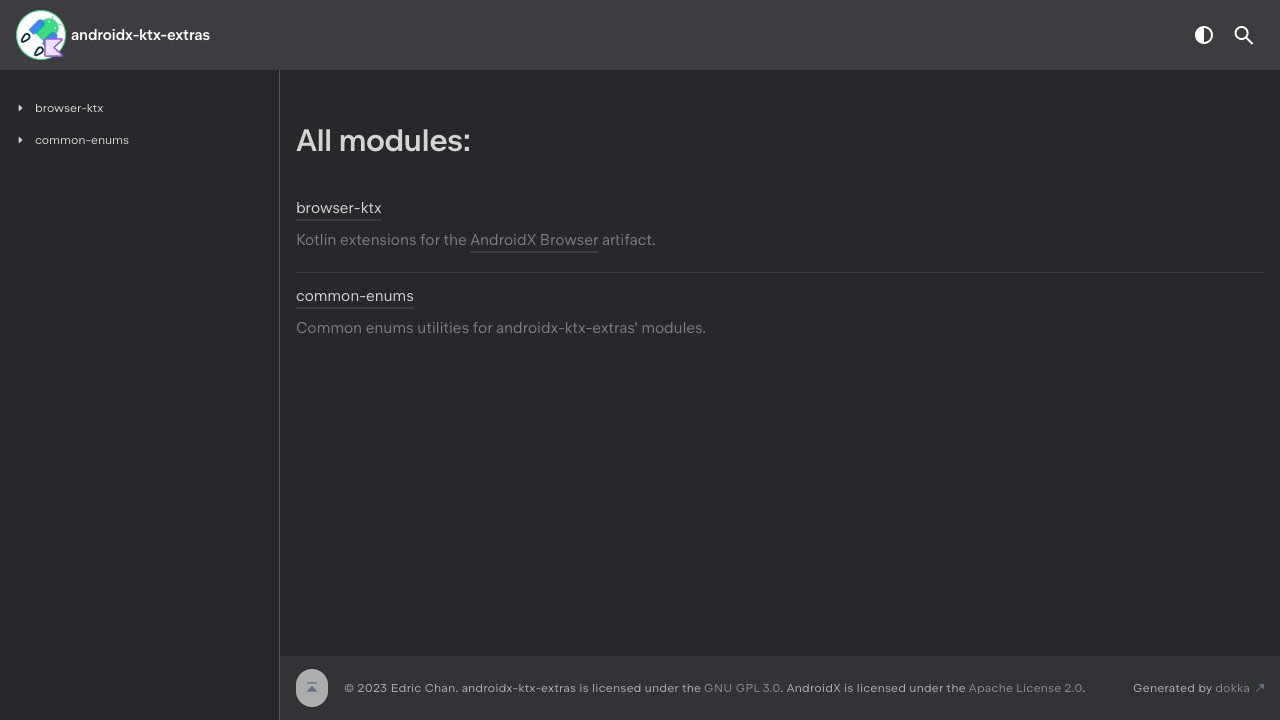 androidx-ktx-extras
browser-ktx
common-enums
All modules:
browser-ktx
Kotlin extensions for the AndroidX Browser artifact.
common-enums
Common enums utilities for androidx-ktx-extras' modules.
© 2023 Edric Chan. androidx-ktx-extras is licensed under the GNU GPL 3.0. AndroidX is licensed under the Apache License 2.0.
Generated by dokka